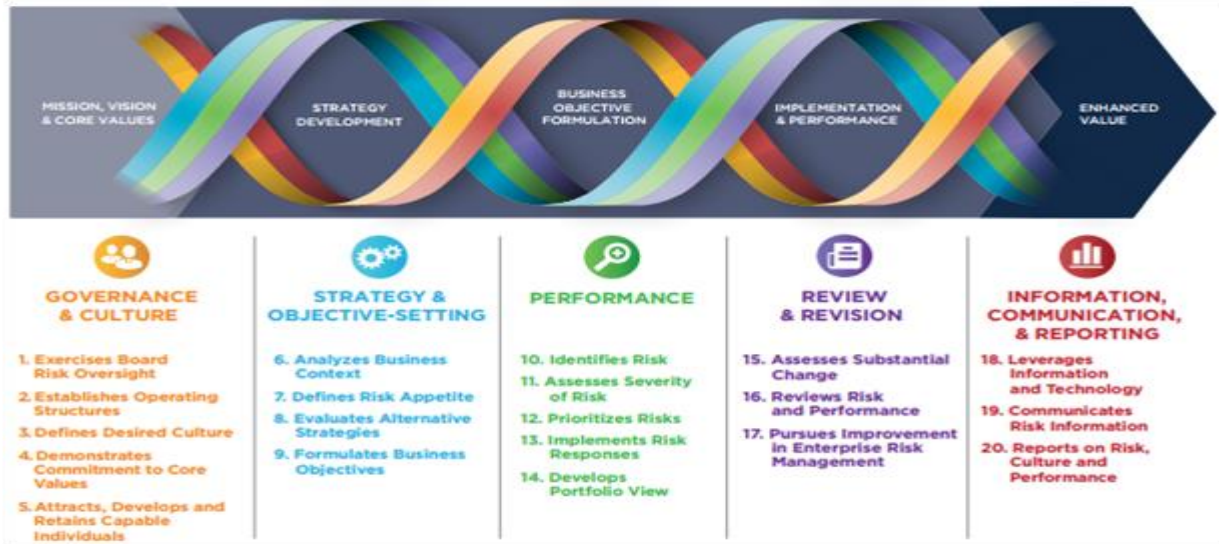 MISSION, VISION
& CORE VALUES
STRATEGY
DEVELOPMENT
BUSINESS
OBJECTIVE
FORMULATION
IMPLEMENTATION
& PERFORMANCE
ENHANCED
VALUE
GOVERNANCE
& CULTURE
1. Exercises Board
Risk Oversight
2. Establishes Operating
Structures
3. Defines Desired Culture
4. Demonstrates
Commitment to Core
Values
5. Attracts, Develops and
Retains Capable
Individuals
STRATEGY &
OBJECTIVE-SETTING
6. Analyzes Business
Context
7. Defines Risk Appetite
8. Evaluates Alternative
Strategies
9. Formulates Business
Objectives
PERFORMANCE
10. Identifies Risk
11. Assesses Severity
of Risk
12. Prioritizes Risks
13. Implements Risk
Responses
14. Develops
Portfolio View
REVIEW
& REVISION
15. Assesses Substantial
Change
16. Reviews Risk
and Performance
17. Pursues Improvement
in Enterprise Risk
Management
INFORMATION,
COMMUNICATION,
& REPORTING
18. Leverages
Information
and Technology
19. Communicates
Risk Information
20. Reports on Risk,
Culture and
Performance